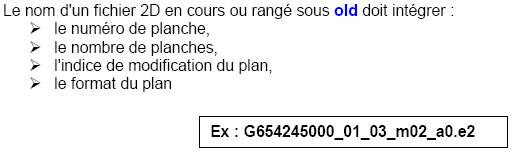 Le nom d'un fichier 2D en cours ou rangé sous old doit intégrer :
➢ le numéro de planche,
➢ le nombre de planches,
➢ l'indice de modification du plan,
➢ le format du plan
Ex : G654245000_01_03_m02_a0.e2